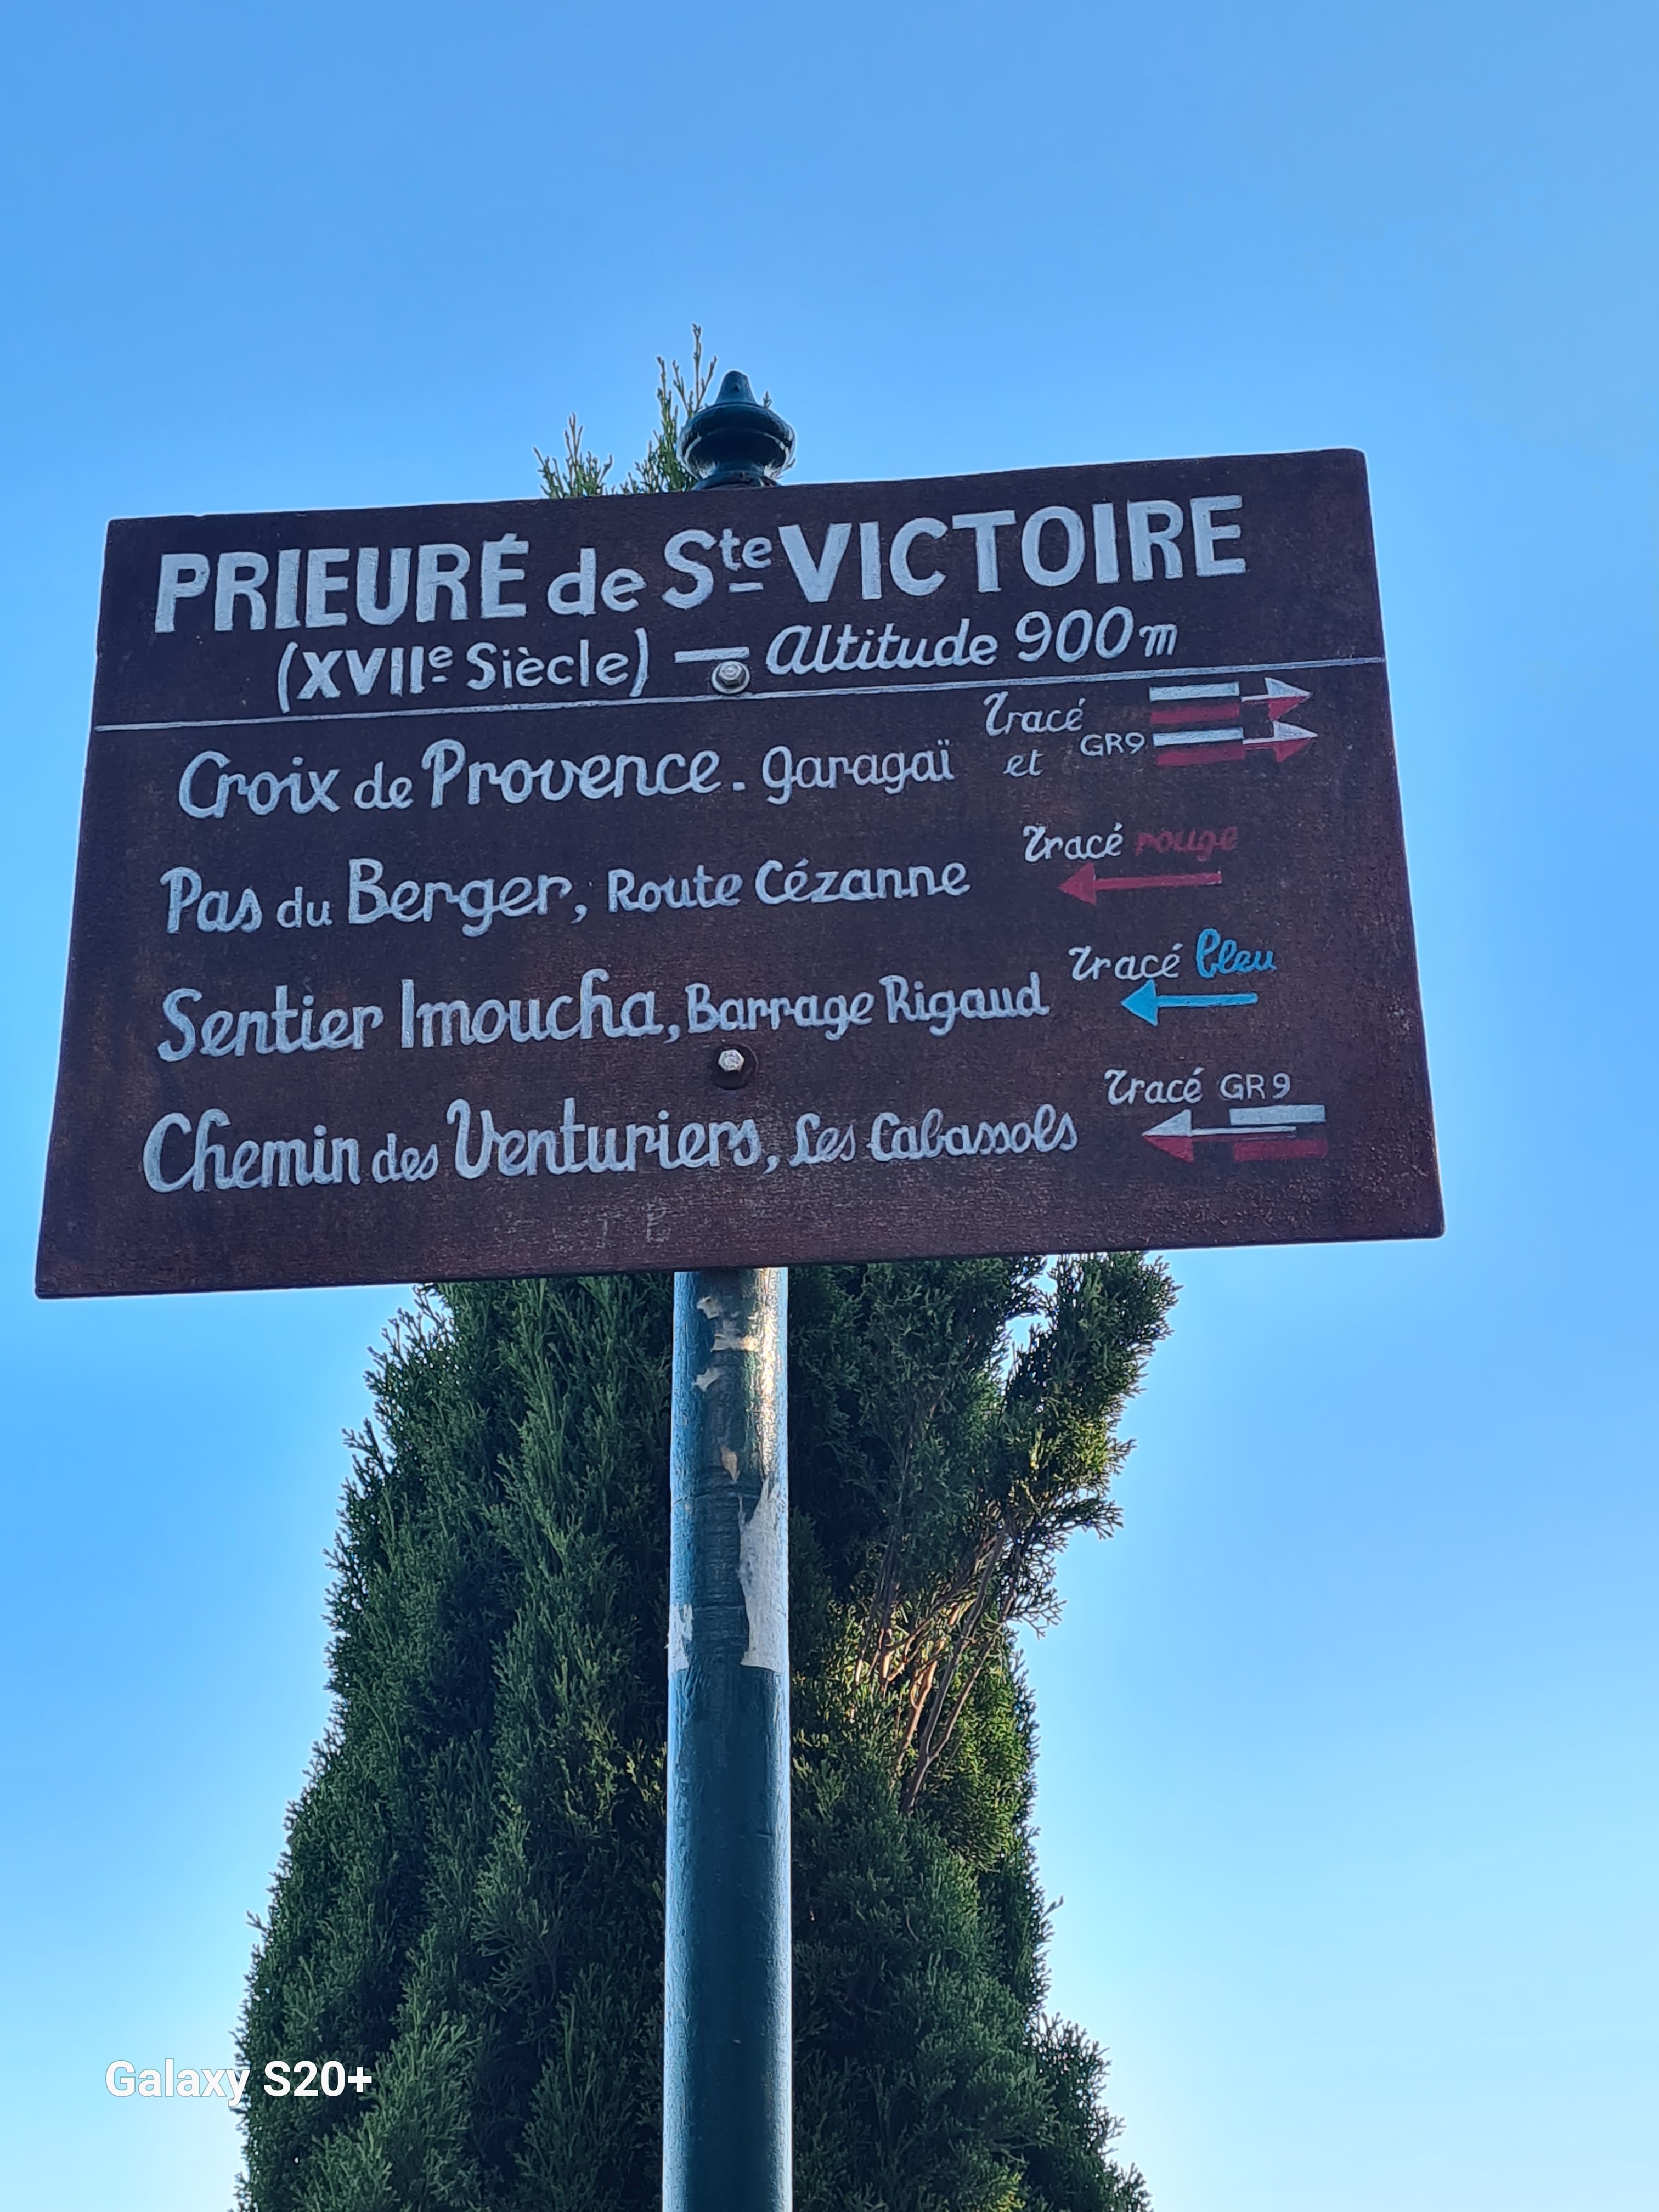 PRIEURÉ de Ste VICTOIRE
(XVIIe Siècle) — Altitude 900 m
Croix de Provence. Garagaï Tracé et GR9
Pas du Berger, Route Cézanne Tracé rouge
Sentier Imoucha, Barrage Rigaud Tracé bleu
Chemin des Venturiers, Les Cabassols Tracé GR9
Galaxy S20+